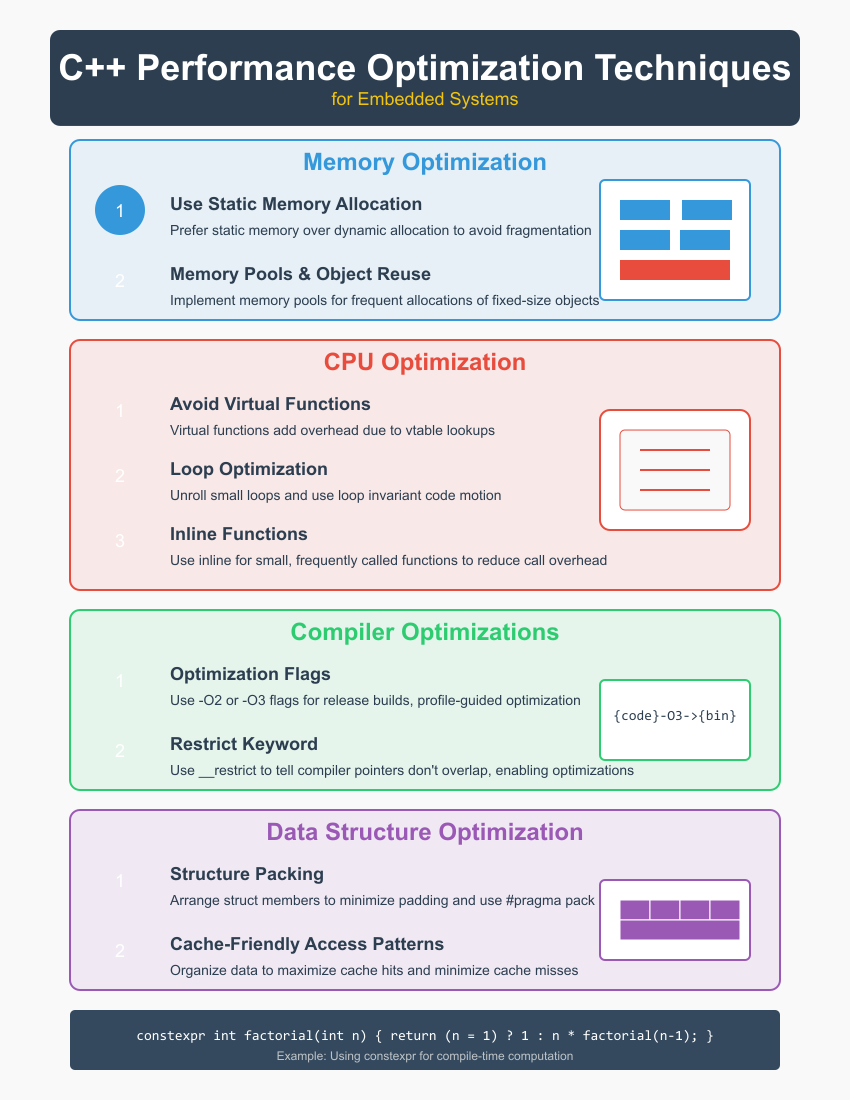 C++ Performance Optimization Techniques
for Embedded Systems
Memory Optimization
1
Use Static Memory Allocation
Prefer static memory over dynamic allocation to avoid fragmentation
2
Memory Pools & Object Reuse
Implement memory pools for frequent allocations of fixed-size objects
CPU Optimization
1
Avoid Virtual Functions
Virtual functions add overhead due to vtable lookups
2
Loop Optimization
Unroll small loops and use loop invariant code motion
3
Inline Functions
Use inline for small, frequently called functions to reduce call overhead
Compiler Optimizations
1
Optimization Flags
Use -O2 or -O3 flags for release builds, profile-guided optimization
{code}-O3->{bin}
2
Restrict Keyword
Use __restrict to tell compiler pointers don't overlap, enabling optimizations
Data Structure Optimization
1
Structure Packing
Arrange struct members to minimize padding and use #pragma pack
2
Cache-Friendly Access Patterns
Organize data to maximize cache hits and minimize cache misses
constexpr int factorial(int n) { return (n = 1) ? 1 : n * factorial(n-1); }
Example: Using constexpr for compile-time computation